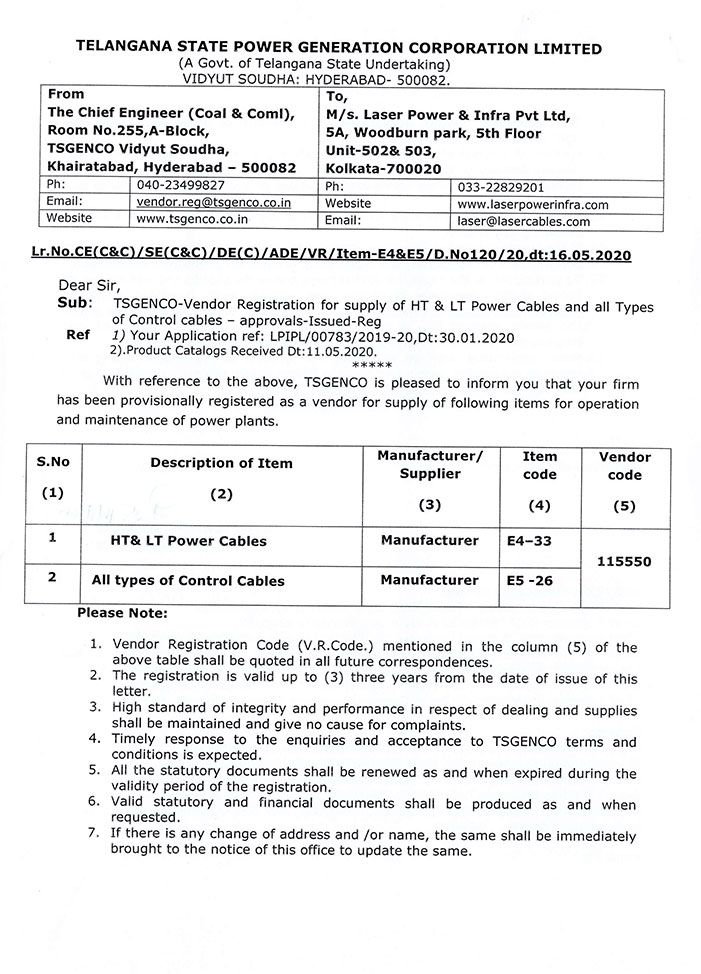 TELANGANA STATE POWER GENERATION CORPORATION LIMITED
(A Govt. of Telangana State Undertaking)
VIDYUT SOUDHA: HYDERABAD- 500082.
From
The Chief Engineer (Coal & Coml),
Room No.255,A-Block,
TSGENCO Vidyut Soudha,
Khairatabad, Hyderabad – 500082
To,
M/s. Laser Power & Infra Pvt Ltd,
5A, Woodburn park, 5th Floor
Unit-502& 503,
Kolkata-700020
Ph: 040-23499827 Ph: 033-22829201
Email: vendor.reg@tsgenco.co.in Website www.laserpowerinfra.com
Website www.tsgenco.co.in Email: laser@lasercables.com
Lr.No.CE(C&C)/SE(C&C)/DE(C)/ADE/VR/Item-E4&E5/D.No120/20,dt:16.05.2020
Dear Sir,
Sub: TSGENCO-Vendor Registration for supply of HT & LT Power Cables and all Types
of Control cables – approvals-Issued-Reg
Ref 1) Your Application ref: LPIPL/00783/2019-20,Dt:30.01.2020
2).Product Catalogs Received Dt:11.05.2020.
*****
With reference to the above, TSGENCO is pleased to inform you that your firm
has been provisionally registered as a vendor for supply of following items for operation
and maintenance of power plants.
S.No Description of Item Manufacturer/ Supplier Item code Vendor code
(1) (2) (3) (4) (5)
1 HT& LT Power Cables Manufacturer E4–33 115550
2 All types of Control Cables Manufacturer E5 -26
Please Note:
1. Vendor Registration Code (V.R.Code.) mentioned in the column (5) of the
above table shall be quoted in all future correspondences.
2. The registration is valid up to (3) three years from the date of issue of this
letter.
3. High standard of integrity and performance in respect of dealing and supplies
shall be maintained and give no cause for complaints.
4. Timely response to the enquiries and acceptance to TSGENCO terms and
conditions is expected.
5. All the statutory documents shall be renewed as and when expired during the
validity period of the registration.
6. Valid statutory and financial documents shall be produced as and when
requested.
7. If there is any change of address and /or name, the same shall be immediately
brought to the notice of this office to update the same.